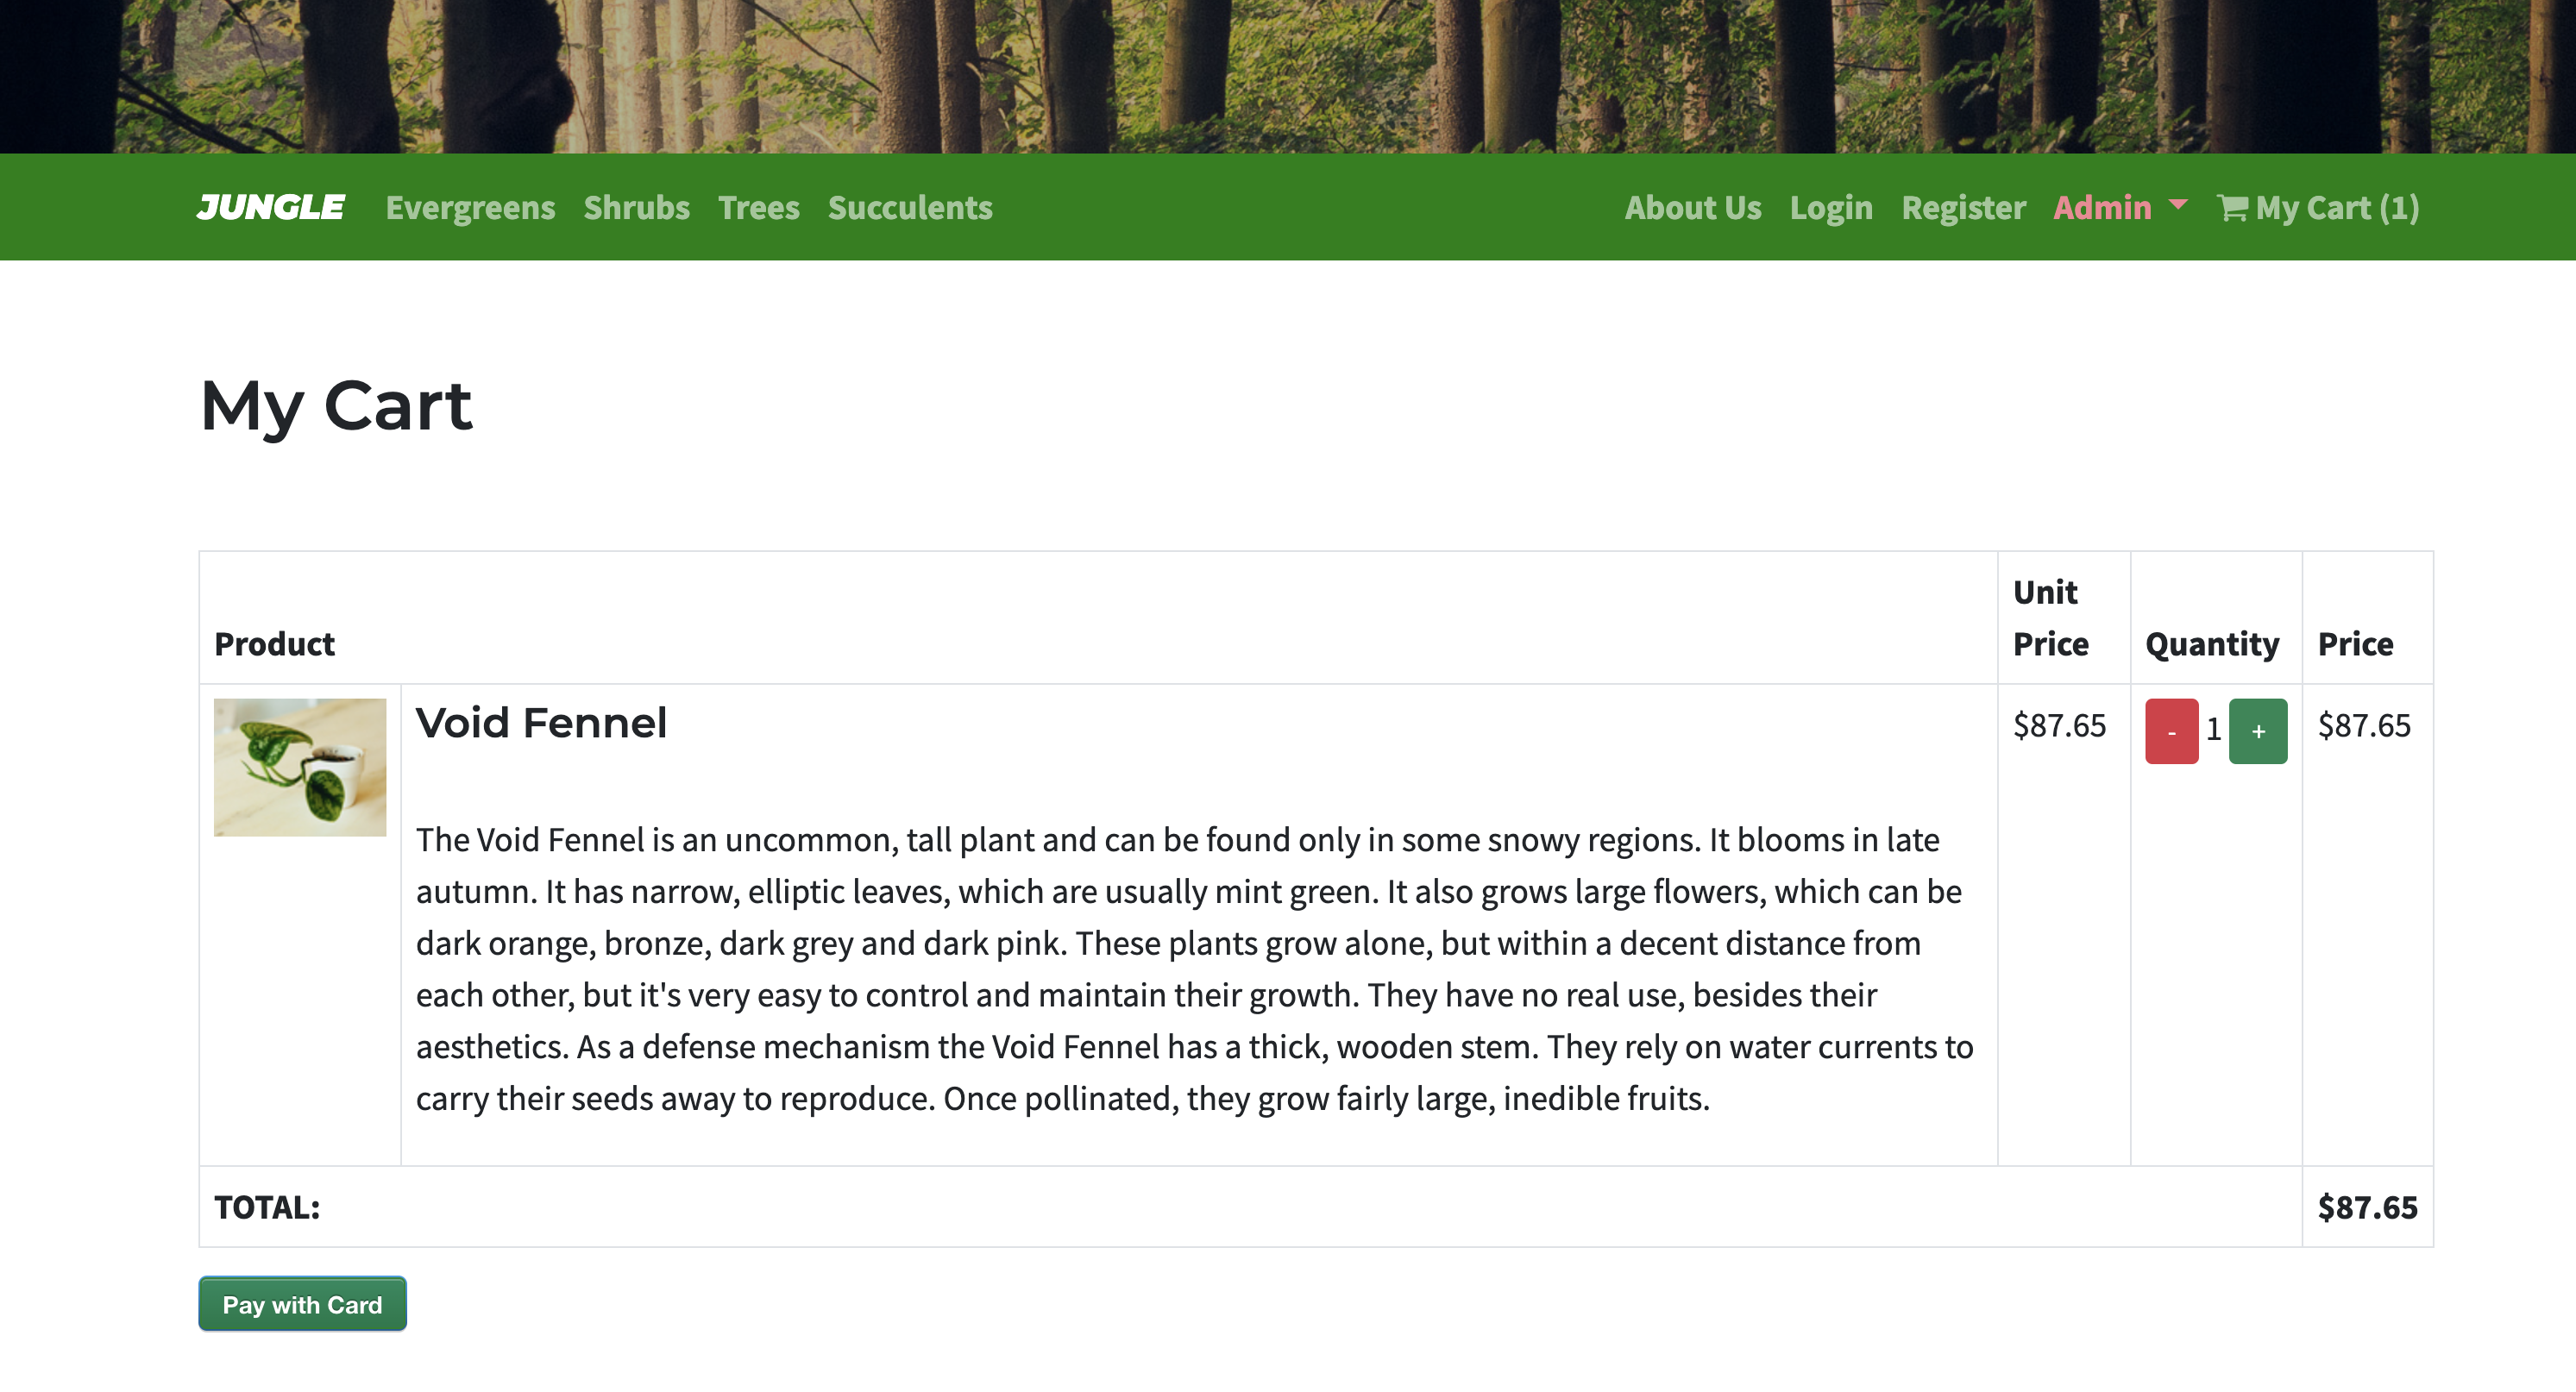 JUNGLE Evergreens Shrubs Trees Succulents About Us Login Register Admin My Cart (1)
My Cart
Product Unit Price Quantity Price
Void Fennel $87.65 - 1 + $87.65
The Void Fennel is an uncommon, tall plant and can be found only in some snowy regions. It blooms in late
autumn. It has narrow, elliptic leaves, which are usually mint green. It also grows large flowers, which can be
dark orange, bronze, dark grey and dark pink. These plants grow alone, but within a decent distance from
each other, but it's very easy to control and maintain their growth. They have no real use, besides their
aesthetics. As a defense mechanism the Void Fennel has a thick, wooden stem. They rely on water currents to
carry their seeds away to reproduce. Once pollinated, they grow fairly large, inedible fruits.
TOTAL: $87.65
Pay with Card